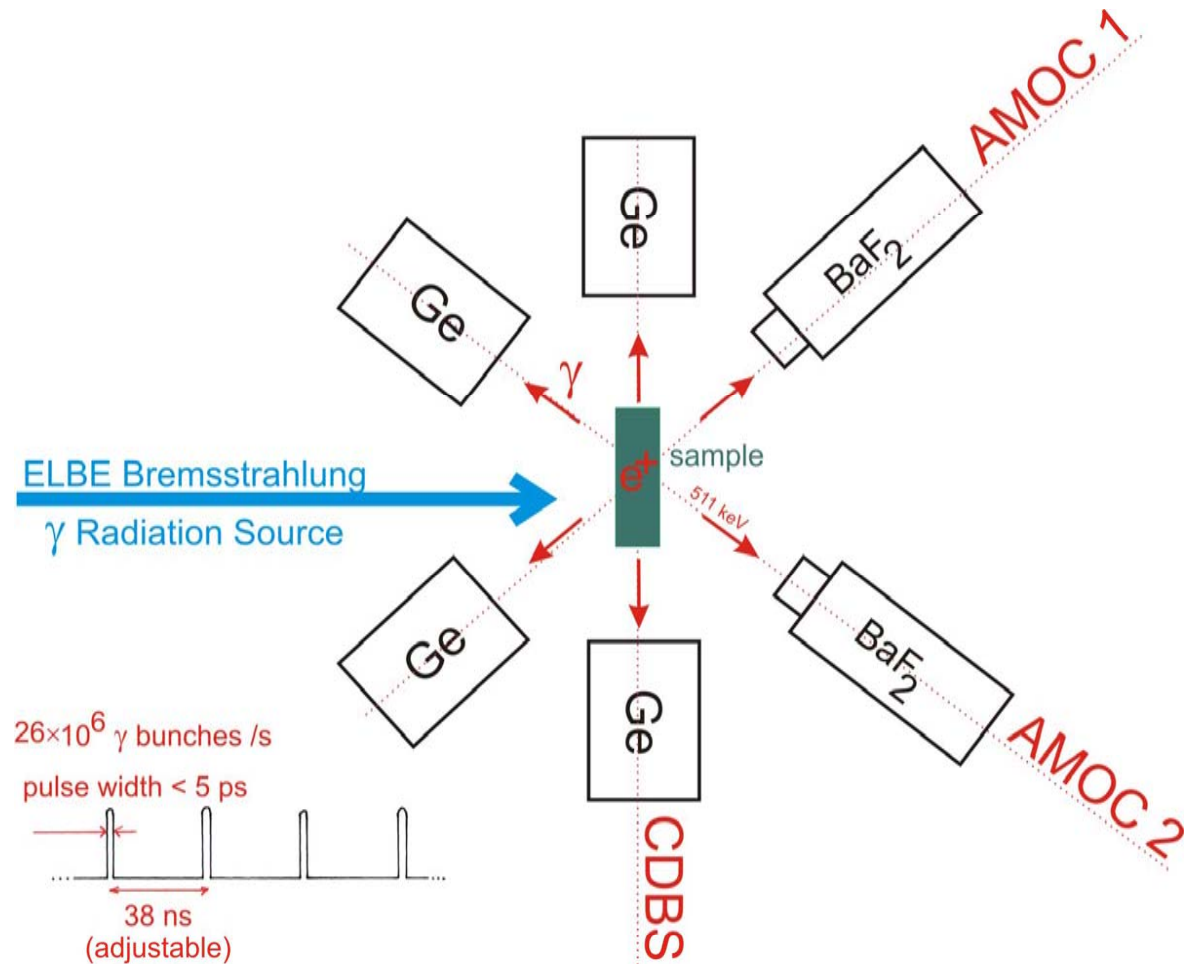 AMOC 1
Ge
BaF2
Ge
γ
ELBE Bremsstrahlung
γ Radiation Source
e+
sample
511 keV
Ge
Ge
BaF2
AMOC 2
CDBS
26×10^6 γ bunches /s
pulse width < 5 ps
...
...
38 ns
(adjustable)